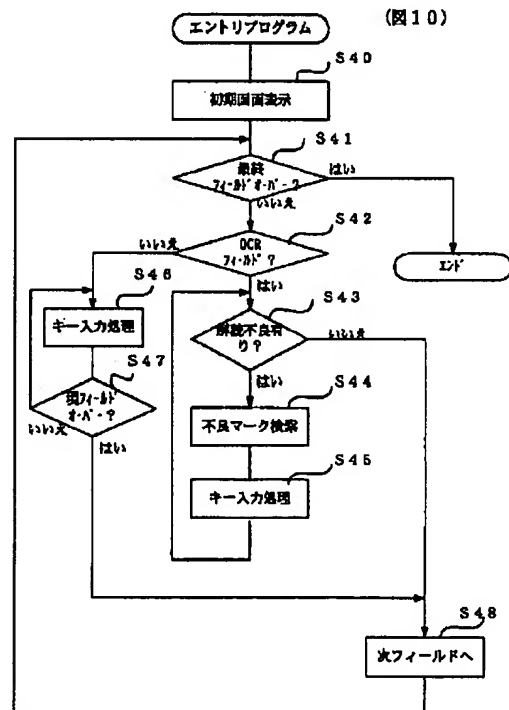 (図10)
エントリプログラム
S40
初期画面表示
S41
最終
フィールドオーバー?
はい
いいえ
S42
OCR
フィールド?
いいえ
はい
エンド
S46
キー入力処理
S43
解読不良有
り?
いいえ
はい
S47
現フィールド
オーバー?
いいえ
はい
S44
不良マーク検索
S45
キー入力処理
S48
次フィールドへ